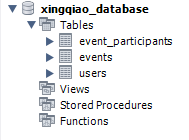 xingqiao_database
Tables
event_participants
events
users
Views
Stored Procedures
Functions